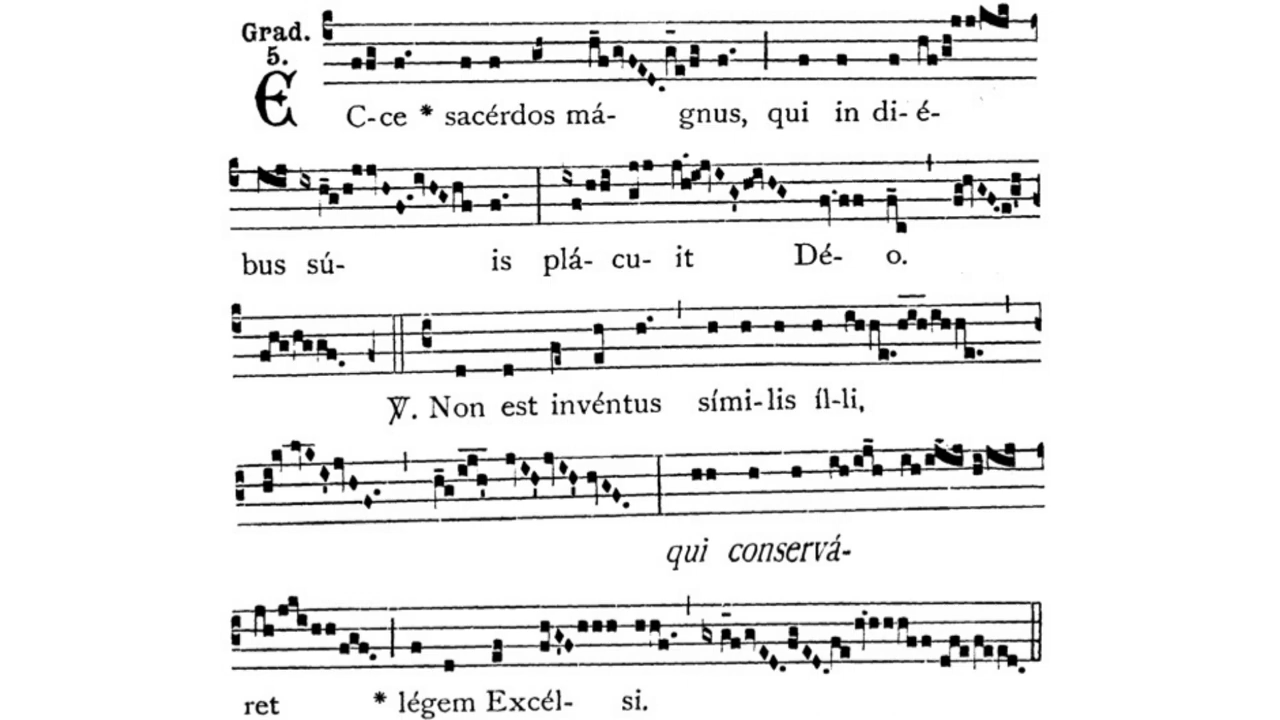 Grad.
5.
E C-ce * sacérdos má- gnus, qui in di- é-
bus sú- is plá- cu- it Dé- o.
℣. Non est invéntus sími-lis íl-li,
qui conservá-
ret * légem Excél- si.